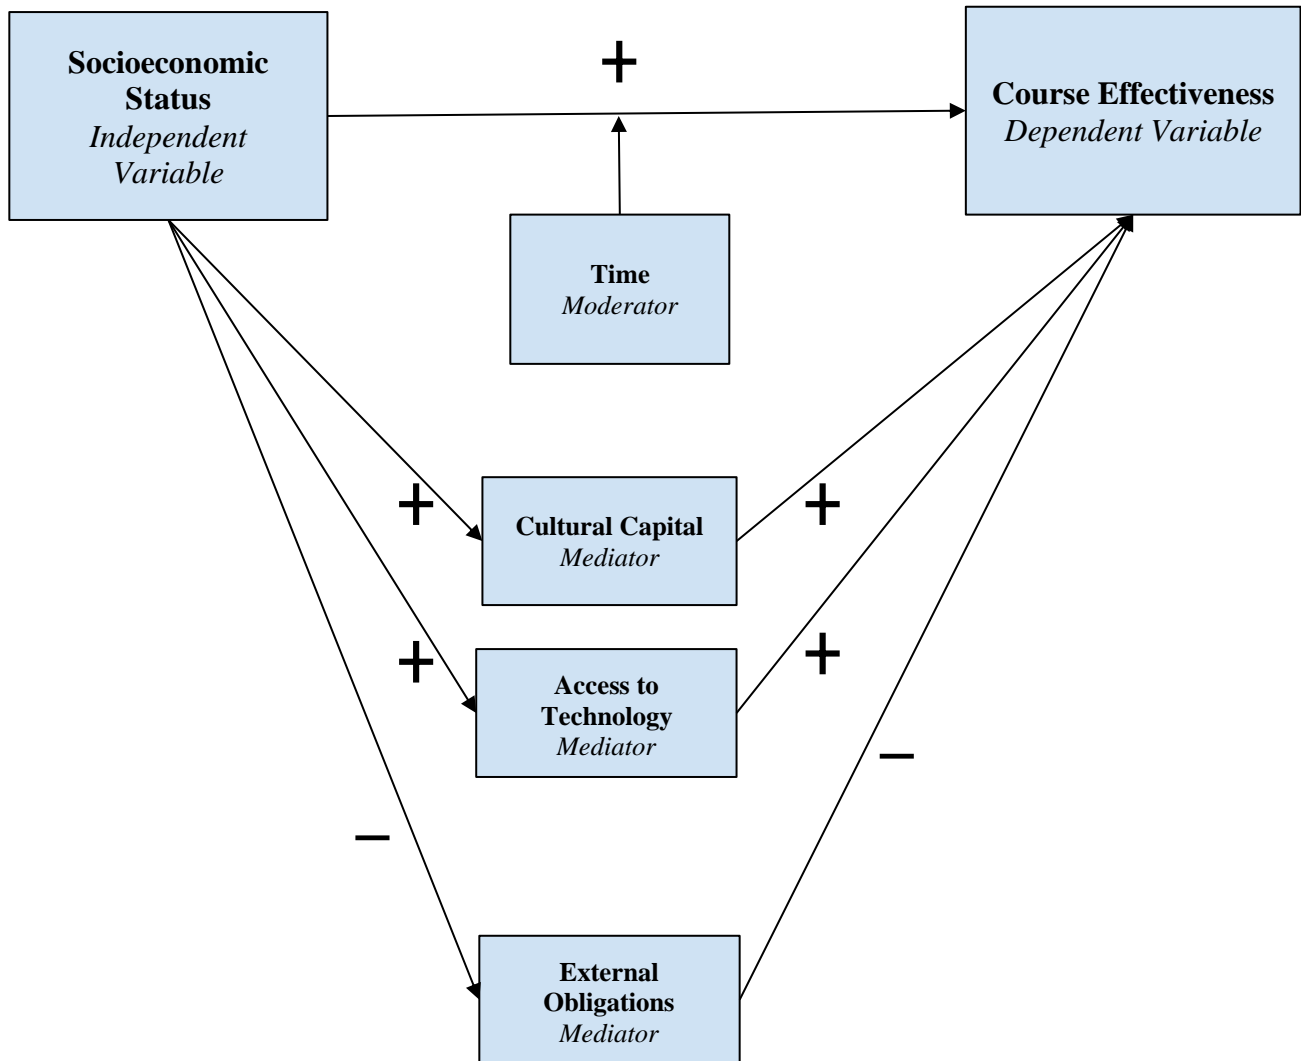 Socioeconomic
Status
Independent
Variable
+
Course Effectiveness
Dependent Variable
Time
Moderator
+
Cultural Capital
Mediator
+
+
Access to
Technology
Mediator
+
–
–
External
Obligations
Mediator